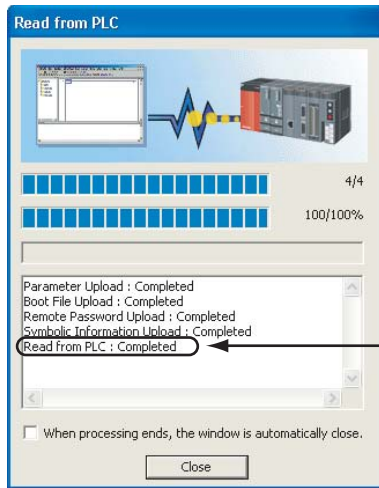 Read from PLC
4/4
100/100%
Parameter Upload : Completed
Boot File Upload : Completed
Remote Password Upload : Completed
Symbolic Information Upload : Completed
Read from PLC : Completed
When processing ends, the window is automatically close.
Close